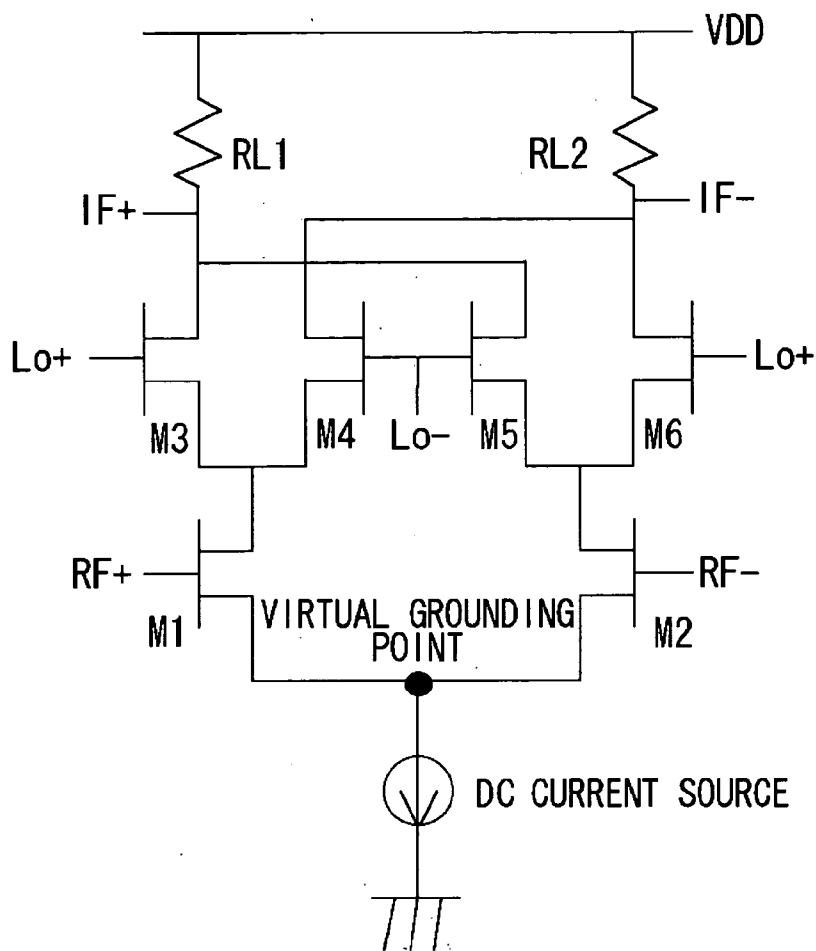 VDD
RL1
RL2
IF+
IF-
Lo+
Lo+
M3
M4
Lo-
M5
M6
RF+
RF-
M1
VIRTUAL GROUNDING
POINT
M2
DC CURRENT SOURCE